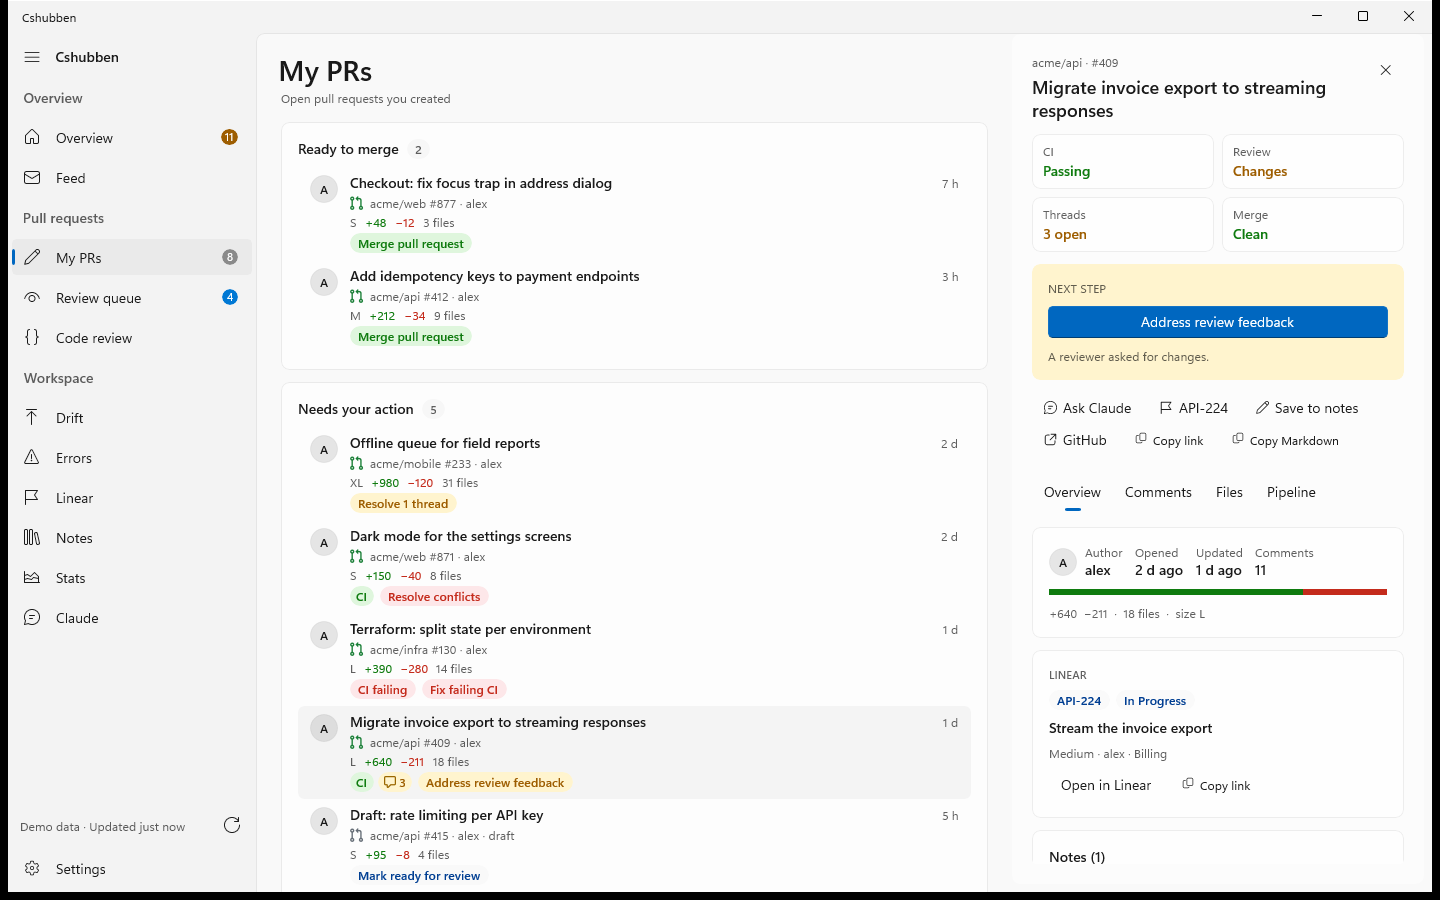 Cshubben
Cshubben
Overview
Overview 11
Feed
Pull requests
My PRs 8
Review queue 4
Code review
Workspace
Drift
Errors
Linear
Notes
Stats
Claude
Demo data · Updated just now
Settings
My PRs
Open pull requests you created
Ready to merge 2
A Checkout: fix focus trap in address dialog 7 h
acme/web #877 · alex
S +48 −12 3 files
Merge pull request
A Add idempotency keys to payment endpoints 3 h
acme/api #412 · alex
M +212 −34 9 files
Merge pull request
Needs your action 5
A Offline queue for field reports 2 d
acme/mobile #233 · alex
XL +980 −120 31 files
Resolve 1 thread
A Dark mode for the settings screens 2 d
acme/web #871 · alex
S +150 −40 8 files
CI Resolve conflicts
A Terraform: split state per environment 1 d
acme/infra #130 · alex
L +390 −280 14 files
CI failing Fix failing CI
A Migrate invoice export to streaming responses 1 d
acme/api #409 · alex
L +640 −211 18 files
CI 3 Address review feedback
A Draft: rate limiting per API key 5 h
acme/api #415 · alex · draft
S +95 −8 4 files
Mark ready for review
acme/api · #409
Migrate invoice export to streaming
responses
CI Review
Passing Changes
Threads Merge
3 open Clean
NEXT STEP
Address review feedback
A reviewer asked for changes.
Ask Claude API-224 Save to notes
GitHub Copy link Copy Markdown
Overview Comments Files Pipeline
Author Opened Updated Comments
A alex 2 d ago 1 d ago 11
+640 −211 · 18 files · size L
LINEAR
API-224 In Progress
Stream the invoice export
Medium · alex · Billing
Open in Linear Copy link
Notes (1)